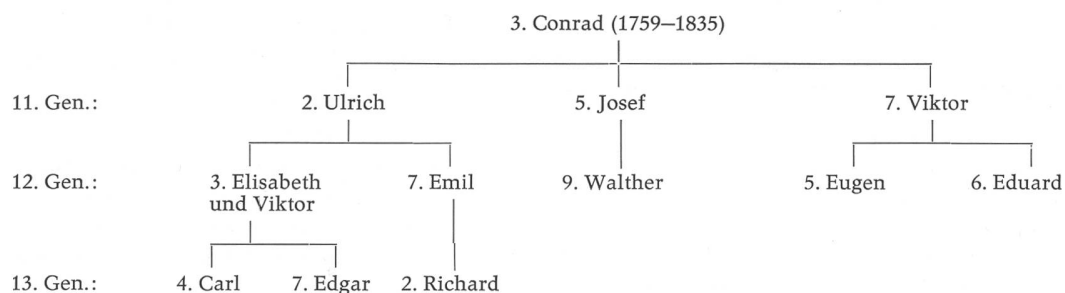 3. Conrad (1759–1835)
11. Gen.: 2. Ulrich 5. Josef 7. Viktor
12. Gen.: 3. Elisabeth 7. Emil 9. Walther 5. Eugen 6. Eduard
und Viktor
13. Gen.: 4. Carl 7. Edgar 2. Richard